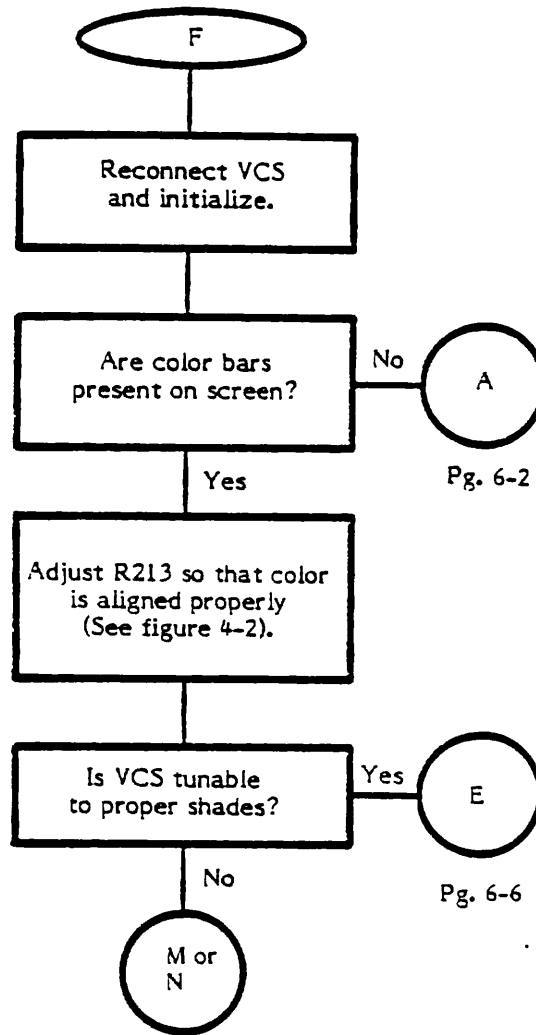 F
Reconnect VCS
and initialize.
Are color bars
present on screen?
No
A
Pg. 6-2
Yes
Adjust R213 so that color
is aligned properly
(See figure 4-2).
Is VCS tunable
to proper shades?
Yes
E
Pg. 6-6
No
M or
N